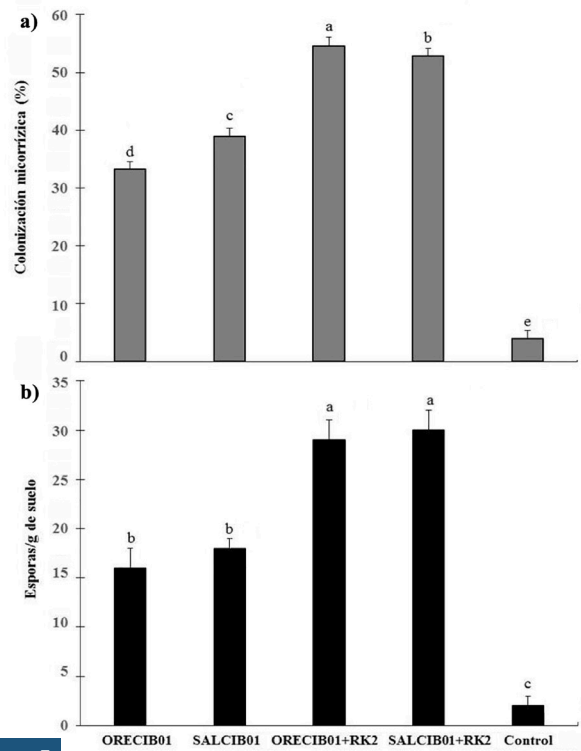 a)
Colonización micorrízica (%)
60
50
40
30
20
10
0
d
c
a
b
e
b)
Esporas/g de suelo
35
30
25
20
15
10
5
0
b
b
a
a
c
ORECIB01 SALCIB01 ORECIB01+RK2 SALCIB01+RK2 Control